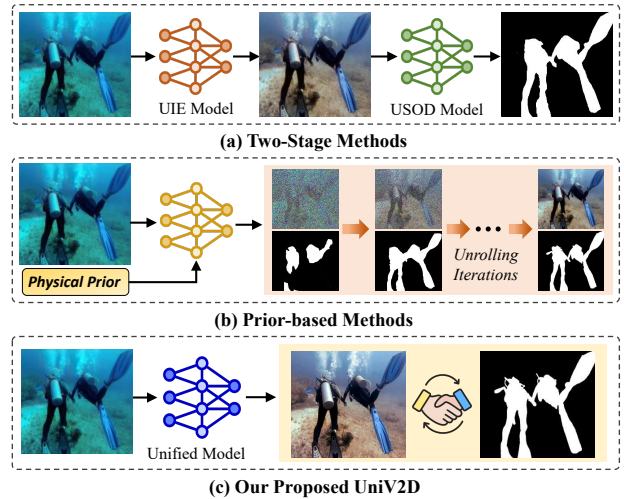 UIE Model
USOD Model
(a) Two-Stage Methods
Physical Prior
Unrolling
Iterations
(b) Prior-based Methods
Unified Model
(c) Our Proposed UniV2D